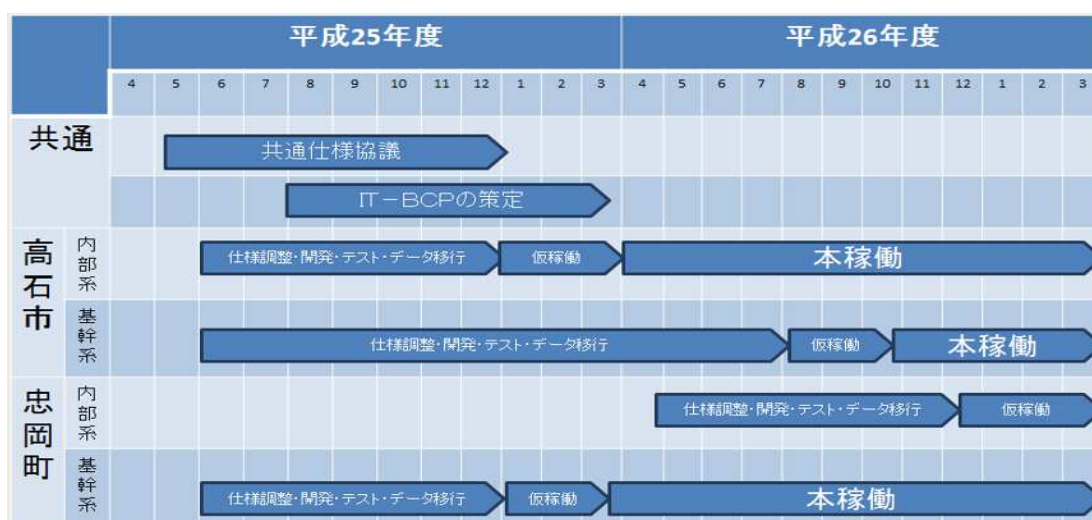 平成25年度 平成26年度
4 5 6 7 8 9 10 11 12 1 2 3 4 5 6 7 8 9 10 11 12 1 2 3
共通
共通仕様協議
IT－BCPの策定
高石市
内部系
仕様調整・開発・テスト・データ移行 仮稼働 本稼働
基幹系
仕様調整・開発・テスト・データ移行 仮稼働 本稼働
忠岡町
内部系
仕様調整・開発・テスト・データ移行 仮稼働
基幹系
仕様調整・開発・テスト・データ移行 仮稼働 本稼働